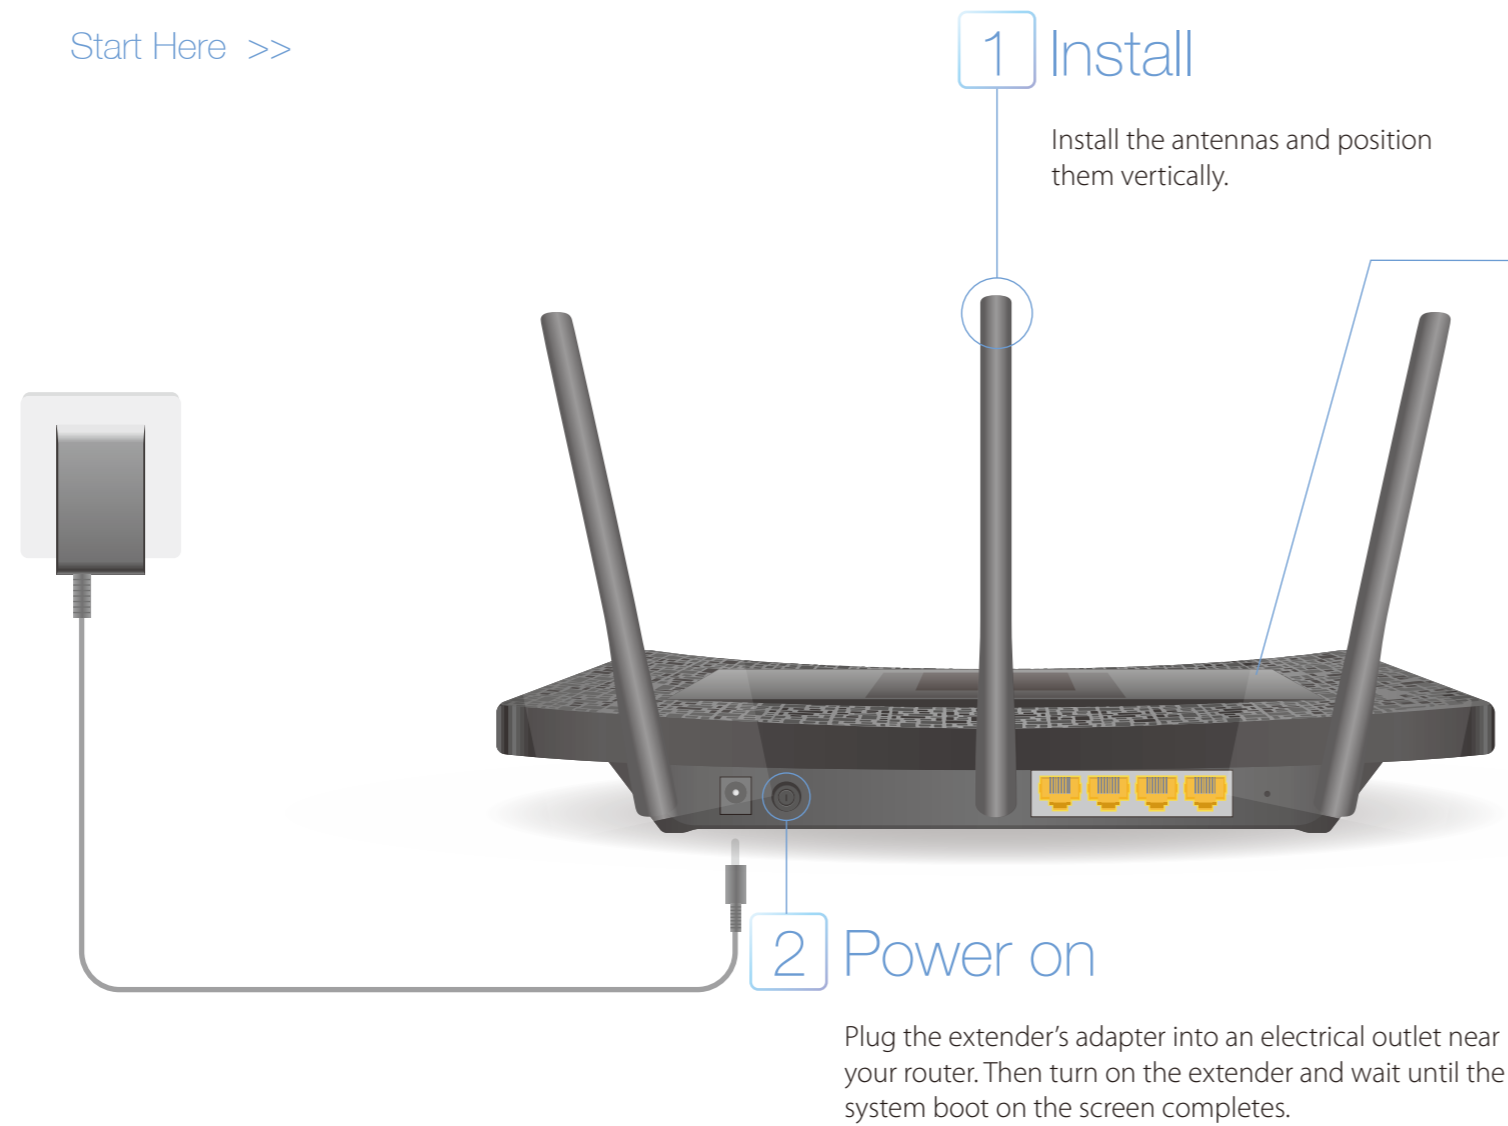 Start Here >>
1 Install
Install the antennas and position
them vertically.
2 Power on
Plug the extender’s adapter into an electrical outlet near
your router. Then turn on the extender and wait until the
system boot on the screen completes.